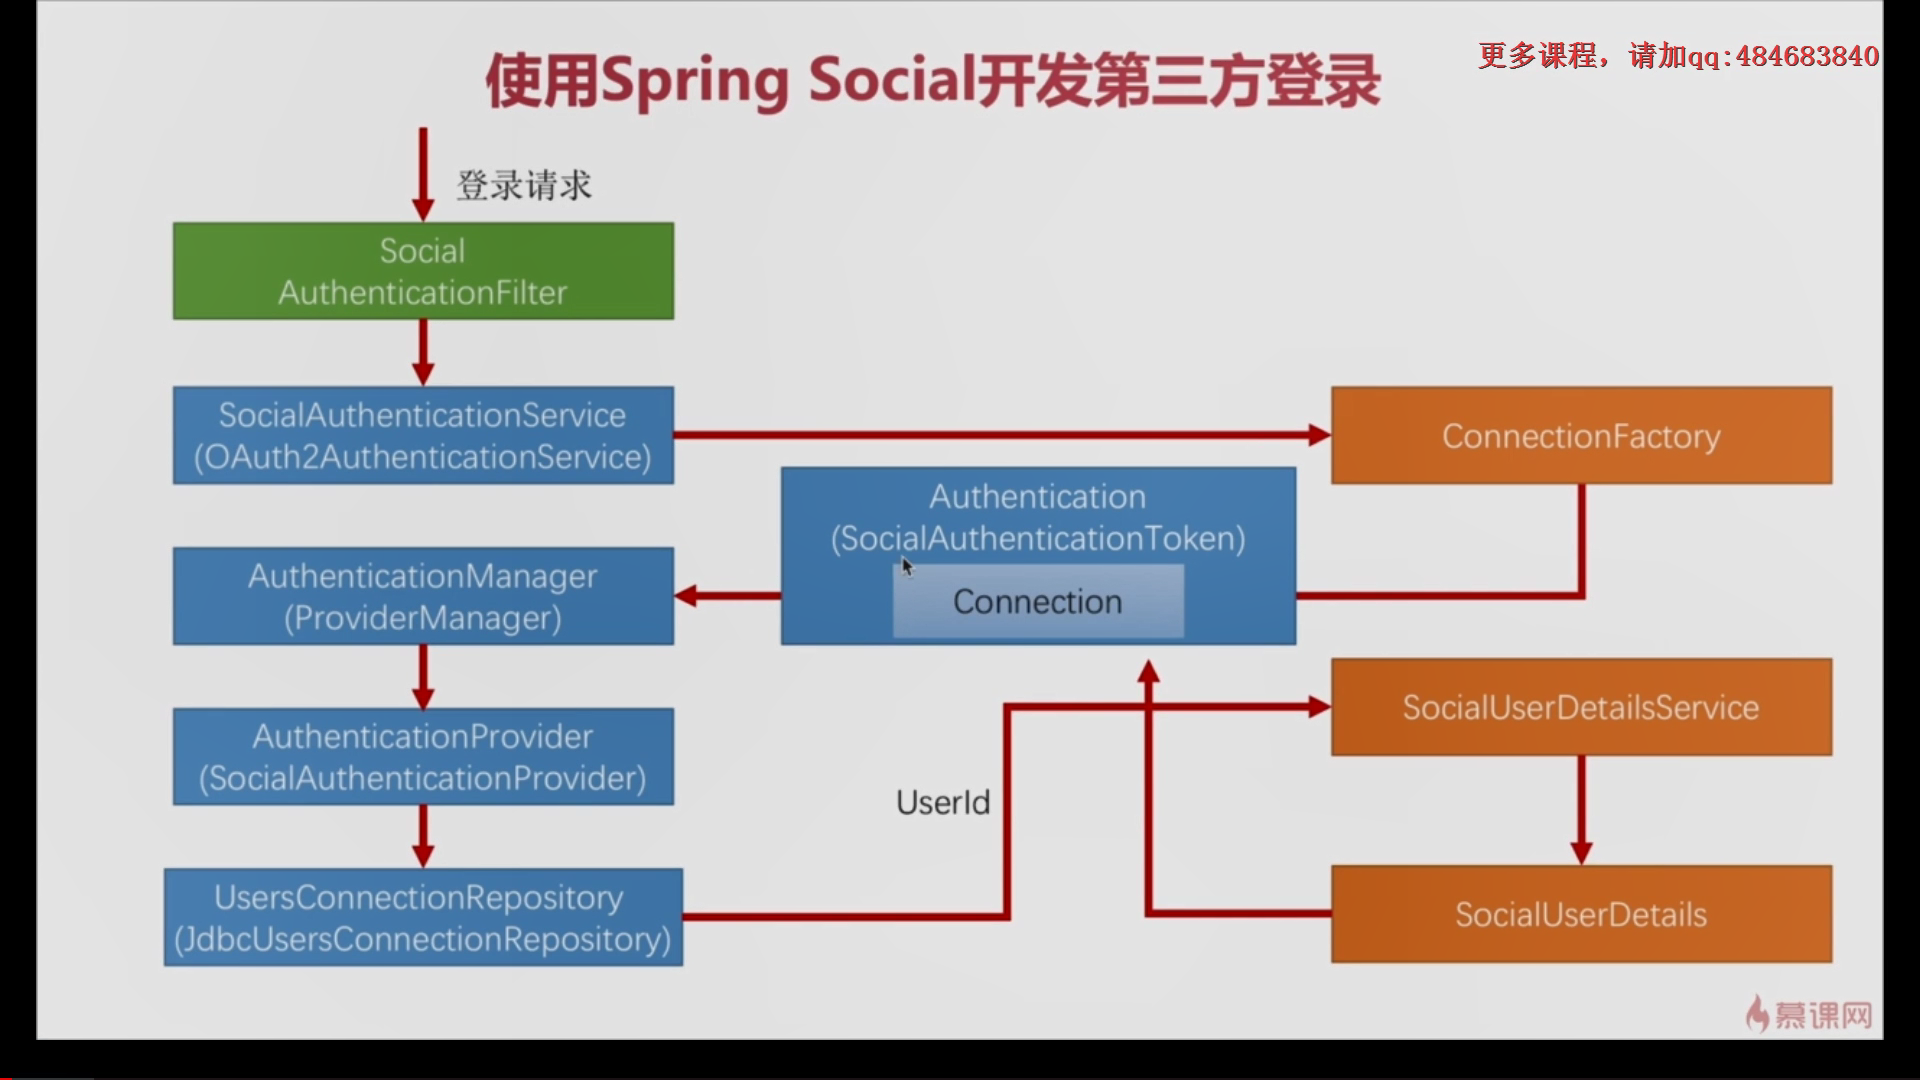 使用Spring Social开发第三方登录
更多课程，请加qq:484683840
登录请求
Social
AuthenticationFilter
SocialAuthenticationService
(OAuth2AuthenticationService)
ConnectionFactory
Authentication
(SocialAuthenticationToken)
Connection
AuthenticationManager
(ProviderManager)
SocialUserDetailsService
AuthenticationProvider
(SocialAuthenticationProvider)
UserId
UsersConnectionRepository
(JdbcUsersConnectionRepository)
SocialUserDetails
慕课网